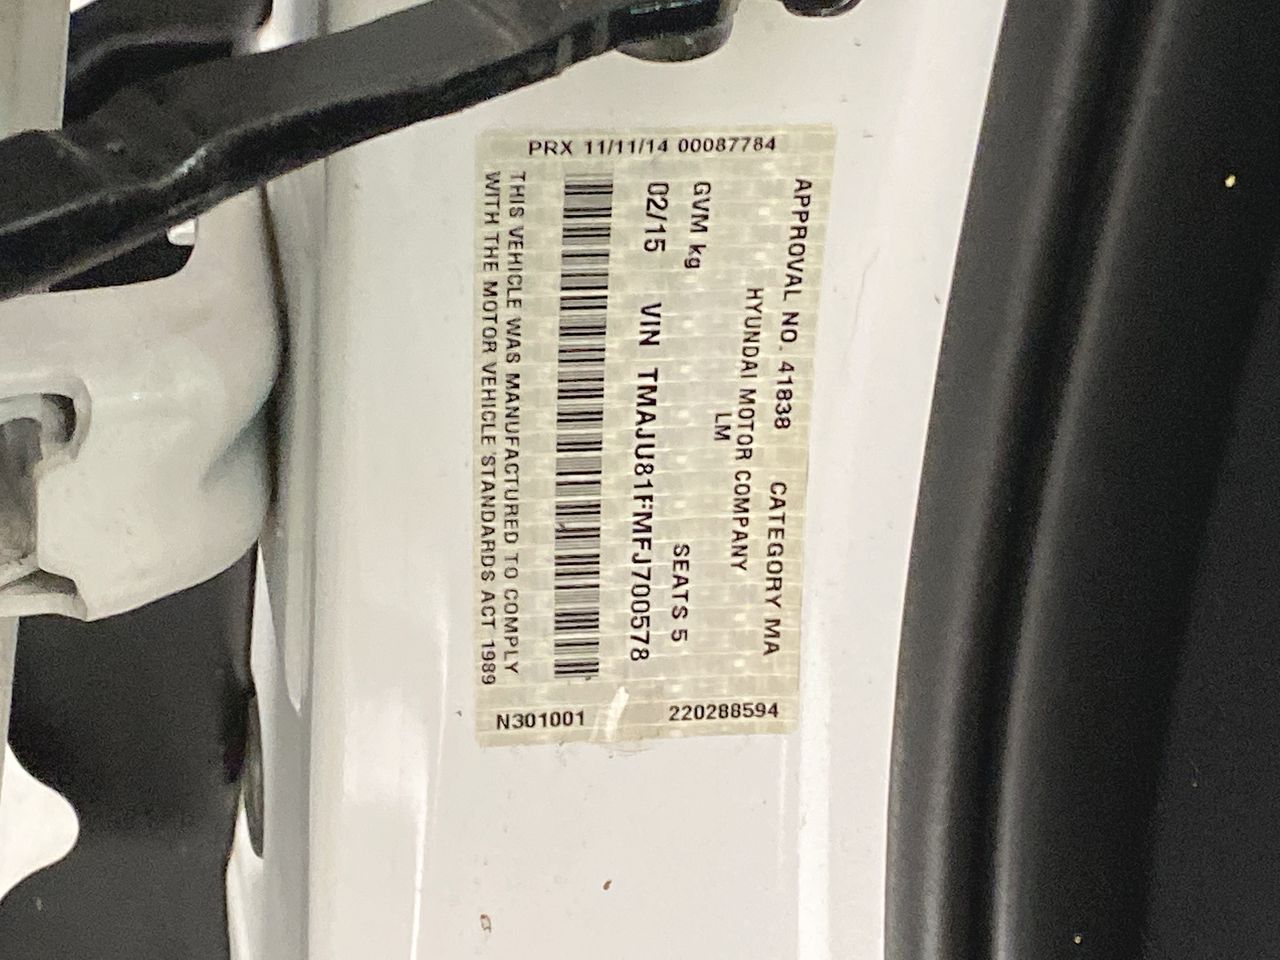 PRX 11/11/14 00087784
APPROVAL NO. 41838 CATEGORY MA
HYUNDAI MOTOR COMPANY
LM
GVM kg SEATS 5
02/15 VIN TMAJU81FMFJ700578
THIS VEHICLE WAS MANUFACTURED TO COMPLY
WITH THE MOTOR VEHICLE STANDARDS ACT 1989
N301001 220288594